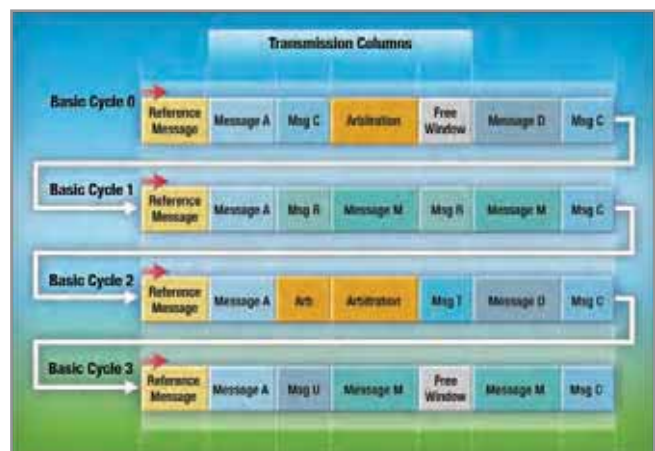 Transmission Columns
Basic Cycle 0
Reference Message
Message A
Msg C
Arbitration
Free Window
Message D
Msg C
Basic Cycle 1
Reference Message
Message A
Msg R
Message M
Msg R
Message M
Msg C
Basic Cycle 2
Reference Message
Message A
Arb
Arbitration
Msg T
Message D
Msg C
Basic Cycle 3
Reference Message
Message A
Msg U
Message M
Free Window
Message M
Msg C